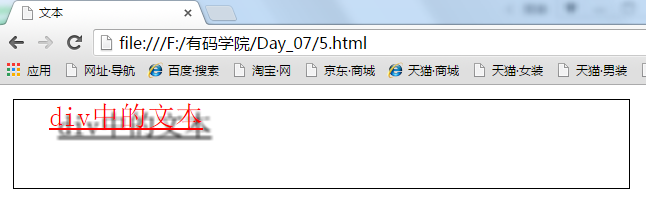 文本
file:///F:/有码学院/Day_07/5.html
应用 网址·导航 百度·搜索 淘宝·网 京东·商城 天猫·商城 天猫·女装 天猫·男装
div中的文本